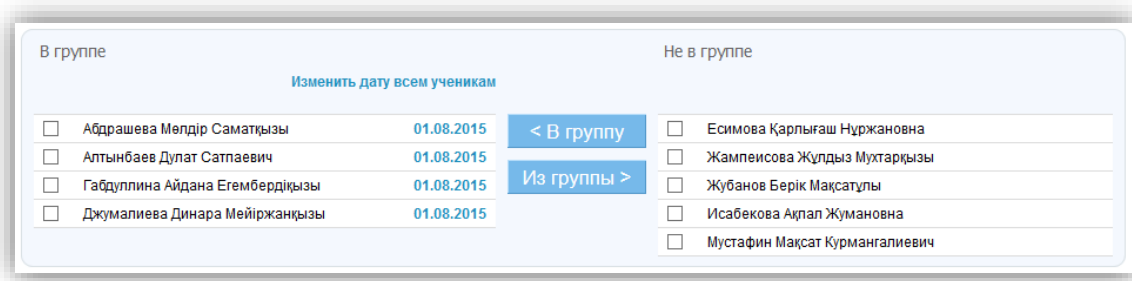 В группе
Не в группе
Изменить дату всем ученикам
Абдрашева Мөлдір Саматқызы 01.08.2015
Алтынбаев Дулат Сатпаевич 01.08.2015
Габдуллина Айдана Егембердіқызы 01.08.2015
Джумалиева Динара Мейіржанқызы 01.08.2015
< В группу
Из группы >
Есимова Қарлығаш Нұржановна
Жампеисова Жұлдыз Мухтарқызы
Жубанов Берік Мақсатұлы
Исабекова Ақпал Жумановна
Мустафин Мақсат Курмангалиевич